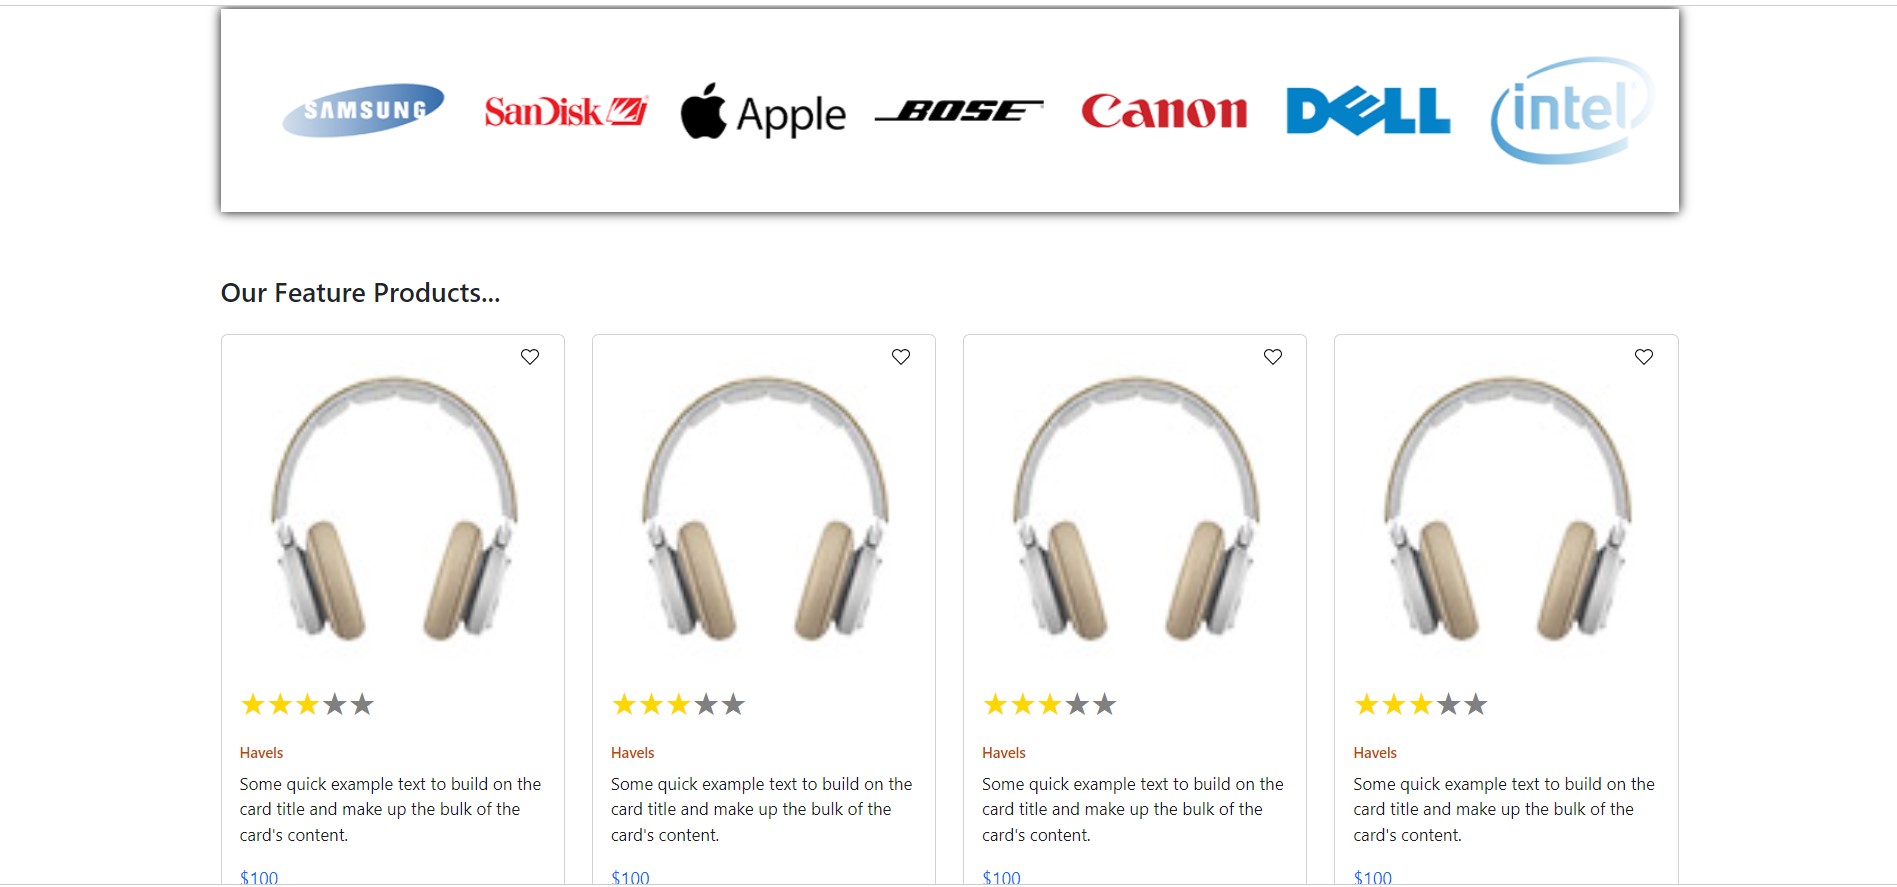 SAMSUNG SanDisk Apple BOSE Canon DELL intel
Our Feature Products...
Havels Havels Havels Havels
Some quick example text to build on the
card title and make up the bulk of the
card's content.
Some quick example text to build on the
card title and make up the bulk of the
card's content.
Some quick example text to build on the
card title and make up the bulk of the
card's content.
Some quick example text to build on the
card title and make up the bulk of the
card's content.
$100 $100 $100 $100